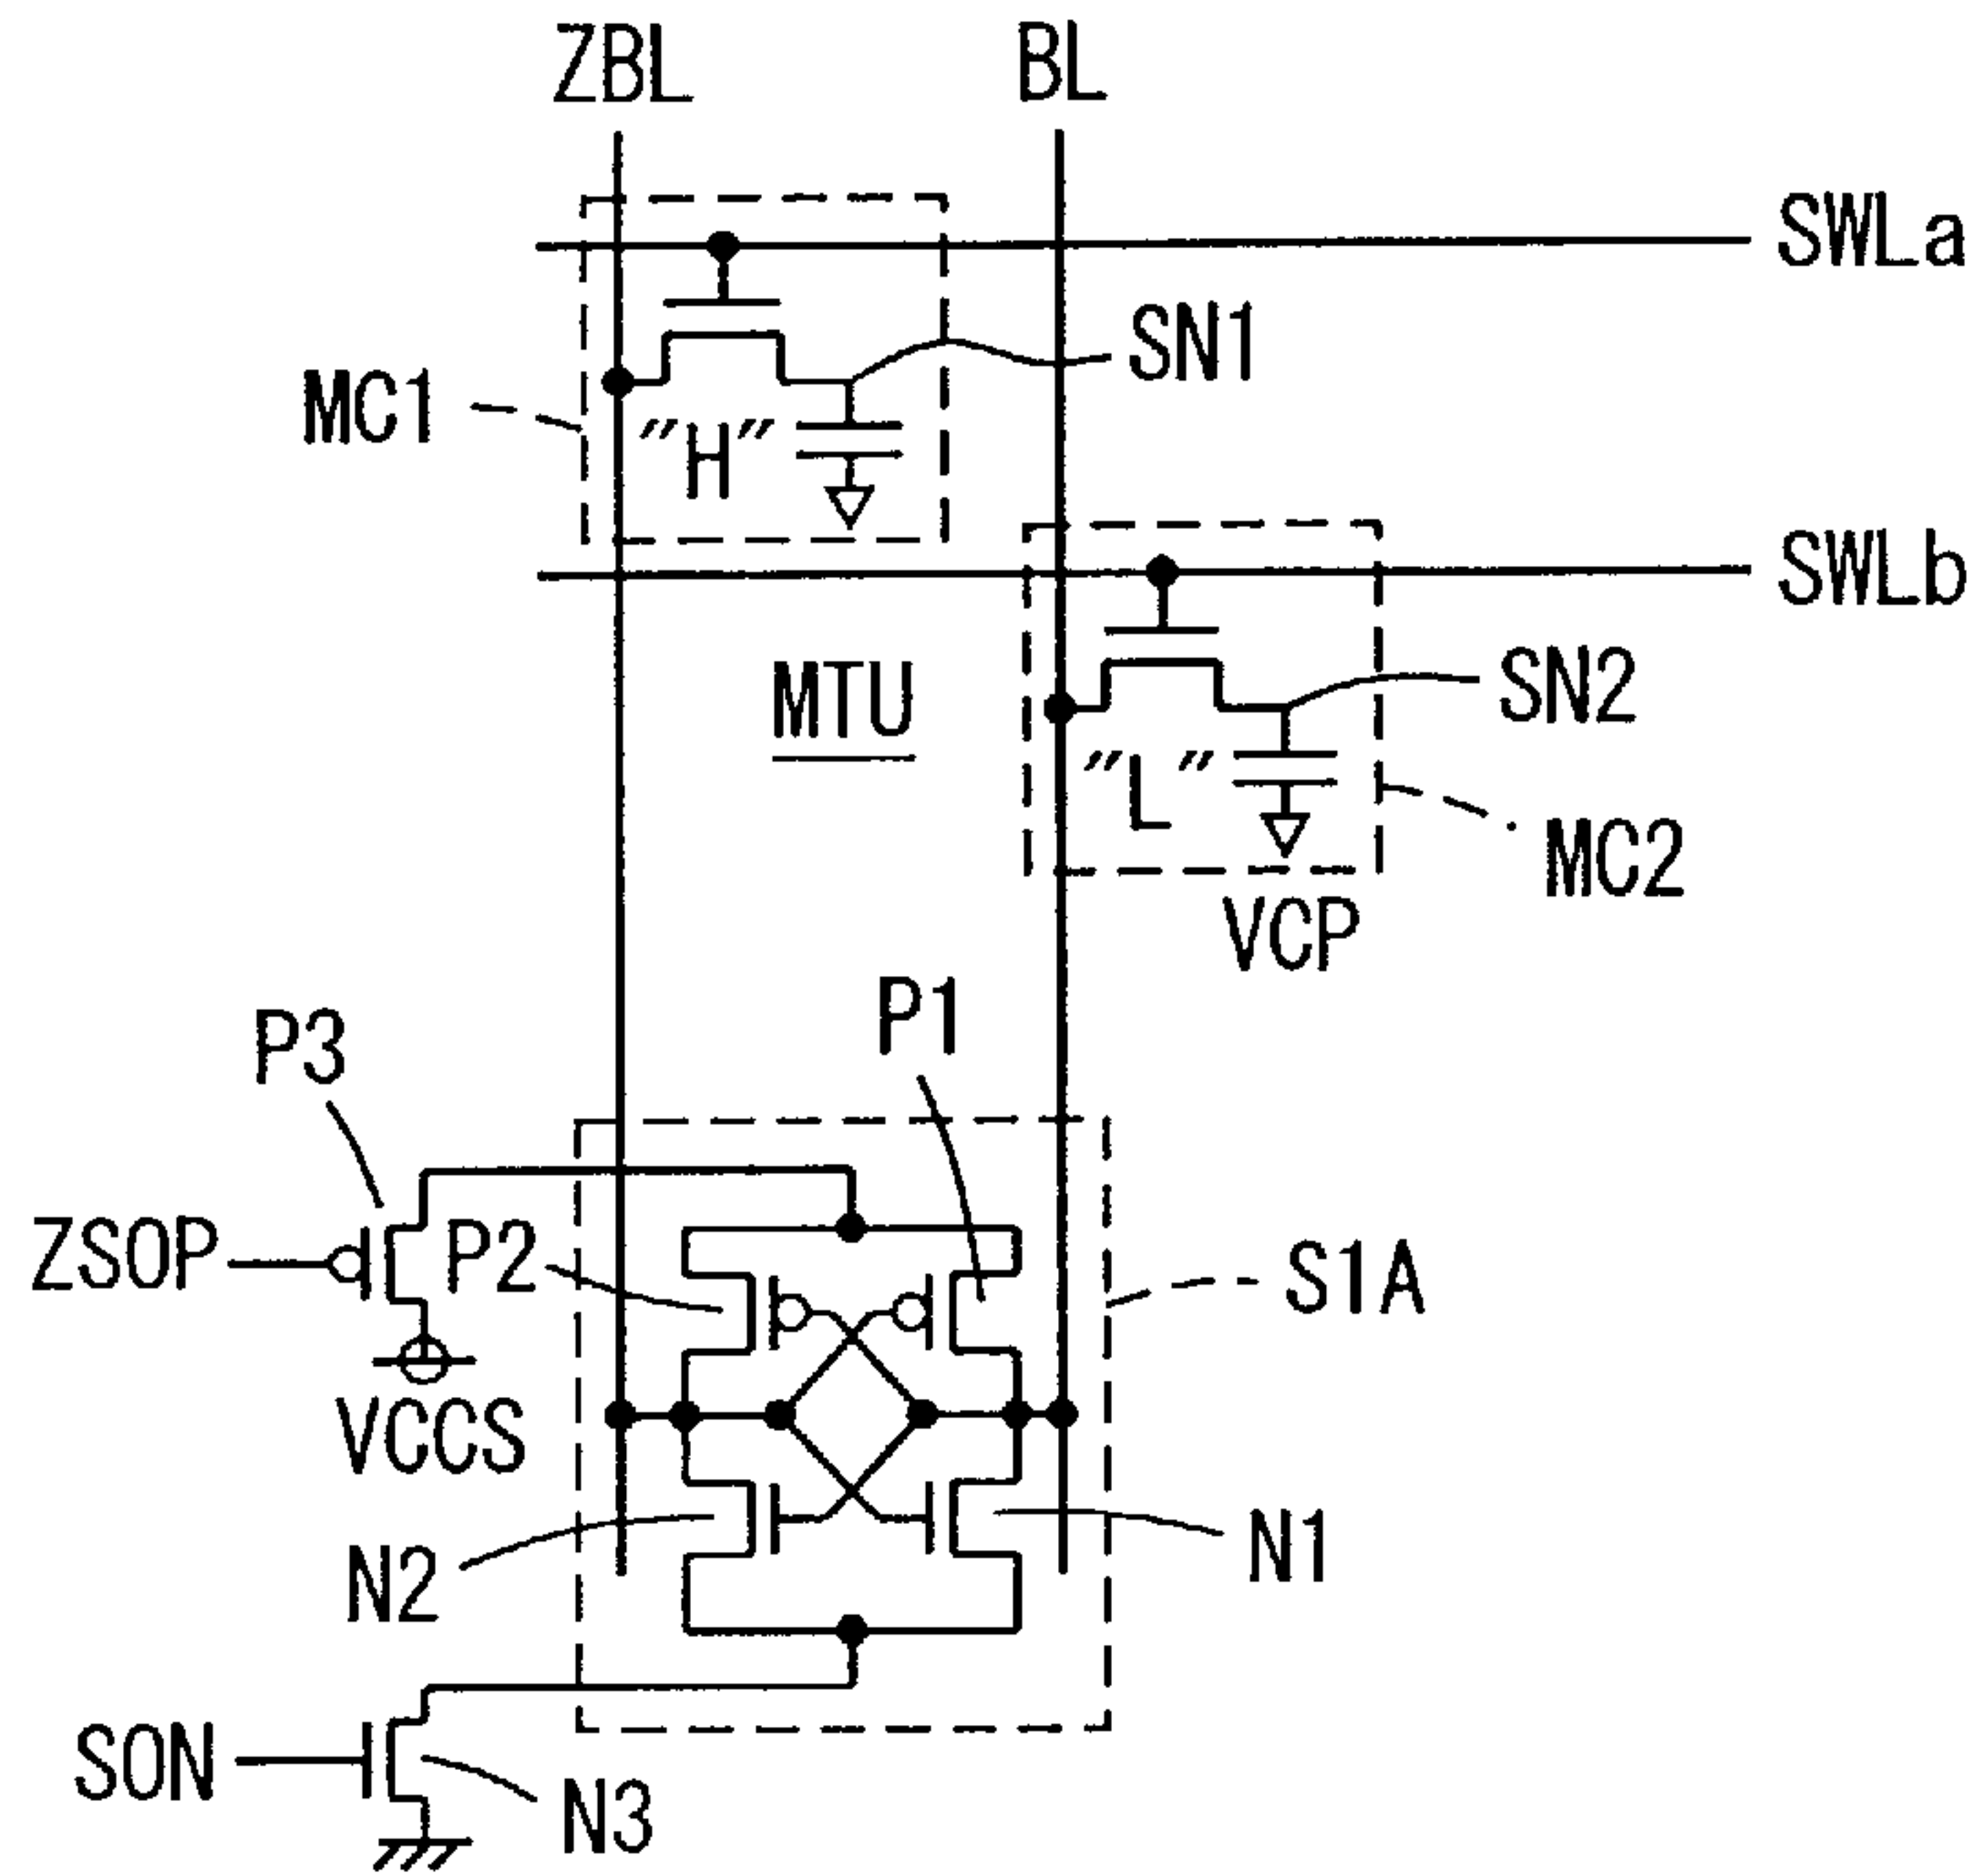 ZBL
BL
SWLa
SN1
MC1
"H"
SWLb
MTU
SN2
"L"
MC2
VCP
P1
P3
ZSOP
P2
S1A
VCCS
N2
N1
SON
N3